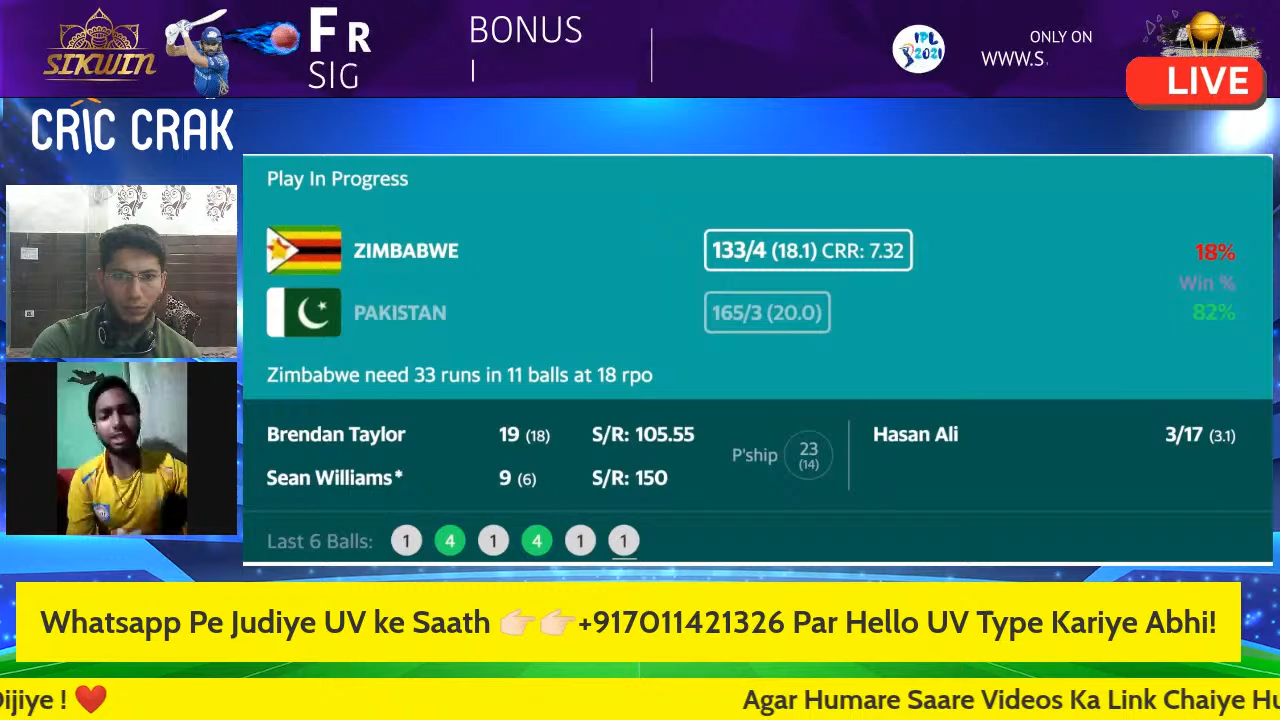 SIKWIN
FR
SIG
BONUS
IPL
2021
ONLY ON
WWW.S
LIVE
CRIC CRAK
Play In Progress
ZIMBABWE 133/4 (18.1) CRR: 7.32 18%
Win %
PAKISTAN 165/3 (20.0) 82%
Zimbabwe need 33 runs in 11 balls at 18 rpo
Brendan Taylor 19 (18) S/R: 105.55
Sean Williams* 9 (6) S/R: 150
P'ship 23 (14)
Hasan Ali 3/17 (3.1)
Last 6 Balls: 1 4 1 4 1 1
Whatsapp Pe Judiye UV ke Saath 👉🏻👉🏻+917011421326 Par Hello UV Type Kariye Abhi!
Dijiye ! ❤️ Agar Humare Saare Videos Ka Link Chaiye Hu